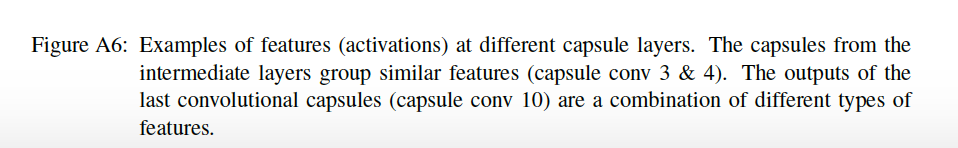 Figure A6: Examples of features (activations) at different capsule layers. The capsules from the
intermediate layers group similar features (capsule conv 3 & 4). The outputs of the
last convolutional capsules (capsule conv 10) are a combination of different types of
features.